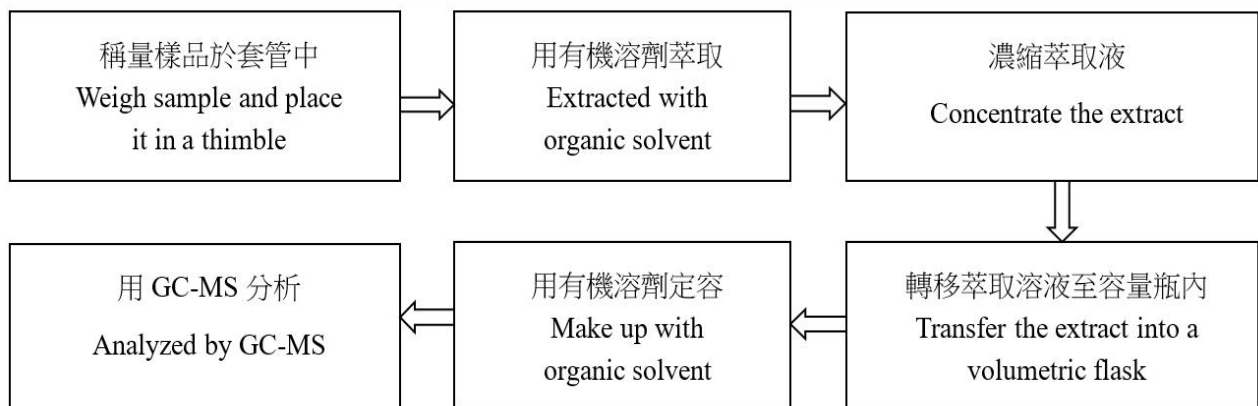 稱量樣品於套管中
Weigh sample and place
it in a thimble
用有機溶劑萃取
Extracted with
organic solvent
濃縮萃取液
Concentrate the extract
轉移萃取溶液至容量瓶內
Transfer the extract into a
volumetric flask
用有機溶劑定容
Make up with
organic solvent
用 GC-MS 分析
Analyzed by GC-MS